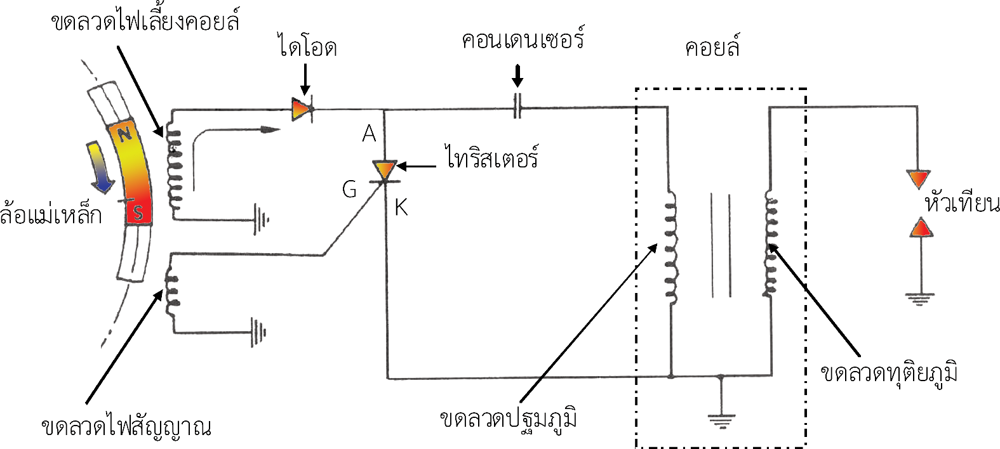 ขดลวดไฟเลี้ยงคอยล์
ไดโอด
คอนเดนเซอร์
คอยล์
N
A
ไทริสเตอร์
G
K
S
ล้อแม่เหล็ก
หัวเทียน
ขดลวดทุติยภูมิ
ขดลวดปฐมภูมิ
ขดลวดไฟสัญญาณ